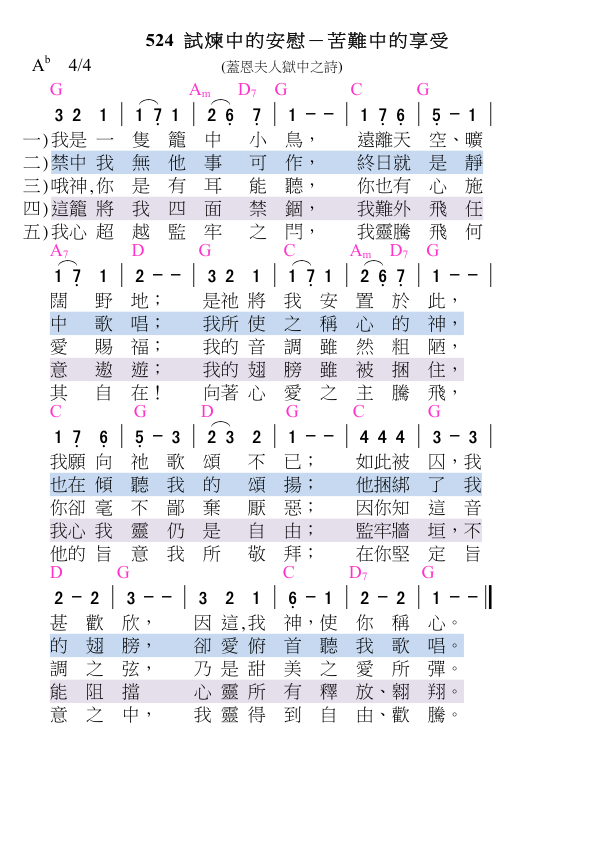 524 試煉中的安慰－苦難中的享受
A♭ 4/4 (蓋恩夫人獄中之詩)
G Am D7 G C G
3 2 1 | 1 7 1 | 2 6 7 | 1 － － | 1 7 6 | 5 － 1 |
一)我是一隻籠中小鳥，遠離天空、曠
二)禁中我無他事可作，終日就是靜
三)哦神,你是有耳能聽，你也有心施
四)這籠將我四面禁錮，我難外飛任
五)我心超越監牢之閂，我靈騰飛何
A7 D G C Am D7 G
1 7 1 | 2 － － | 3 2 1 | 1 7 1 | 2 6 7 | 1 － － |
闊野地；是祂將我安置於此，
中歌唱；我所使之稱心的神，
愛賜福；我的音調雖然粗陋，
意遨遊；我的翅膀雖被捆住，
其自在！向著心愛之主騰飛，
C G D G C G
1 7 6 | 5 － 3 | 2 3 2 | 1 － － | 4 4 4 | 3 － 3 |
我願向祂歌頌不已；如此被囚，我
也在傾聽我的頌揚；他捆綁了我
你卻毫不鄙棄厭惡；因你知這音
我心我靈仍是自由；監牢牆垣，不
他的旨意我所敬拜；在你堅定旨
D G C D7 G
2 － 2 | 3 － － | 3 2 1 | 6 － 1 | 2 － 2 | 1 － － ‖
甚歡欣，因這,我神，使你稱心。
的翅膀，卻愛俯首聽我歌唱。
調之弦，乃是甜美之愛所彈。
能阻擋心靈所有釋放、翱翔。
意之中，我靈得到自由、歡騰。